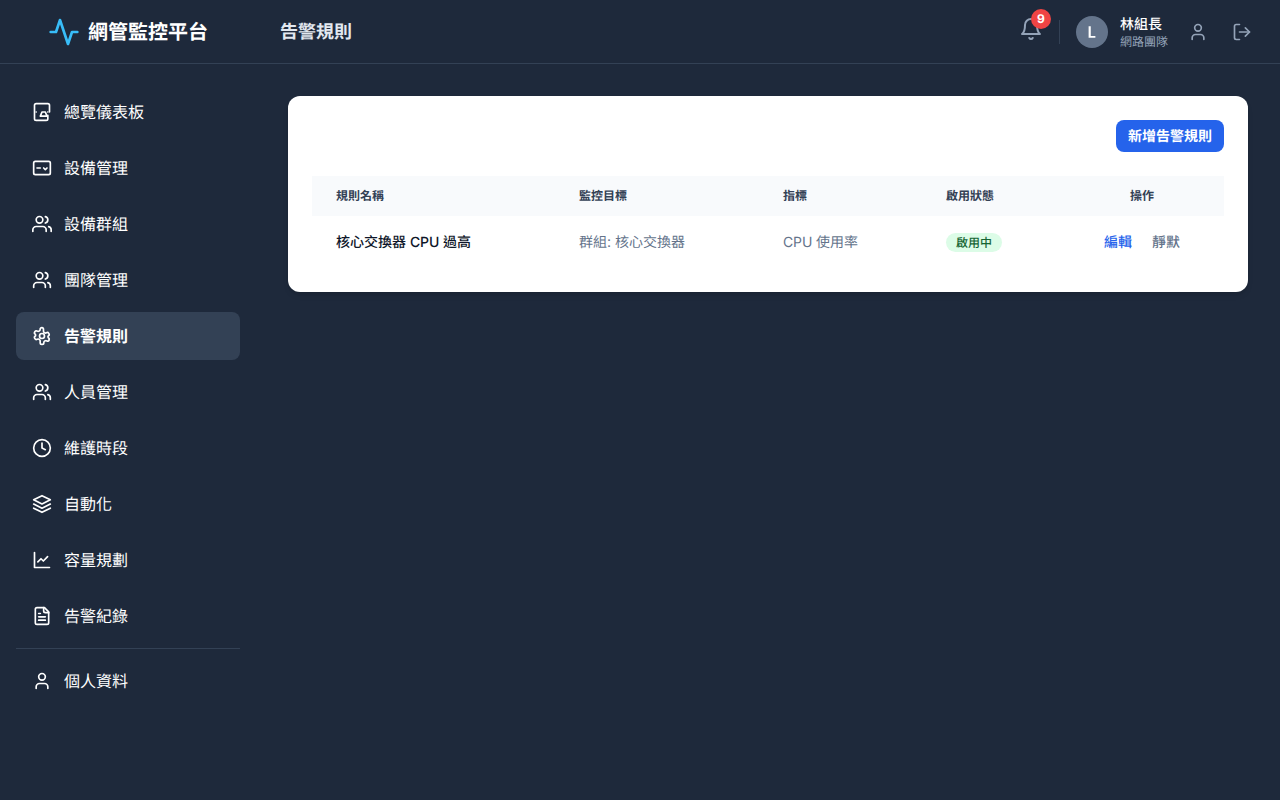 網管監控平台
告警規則
9
L
林組長
網路團隊
總覽儀表板
設備管理
設備群組
團隊管理
告警規則
人員管理
維護時段
自動化
容量規劃
告警紀錄
個人資料
新增告警規則
規則名稱 監控目標 指標 啟用狀態 操作
核心交換器 CPU 過高 群組: 核心交換器 CPU 使用率 啟用中 編輯 靜默